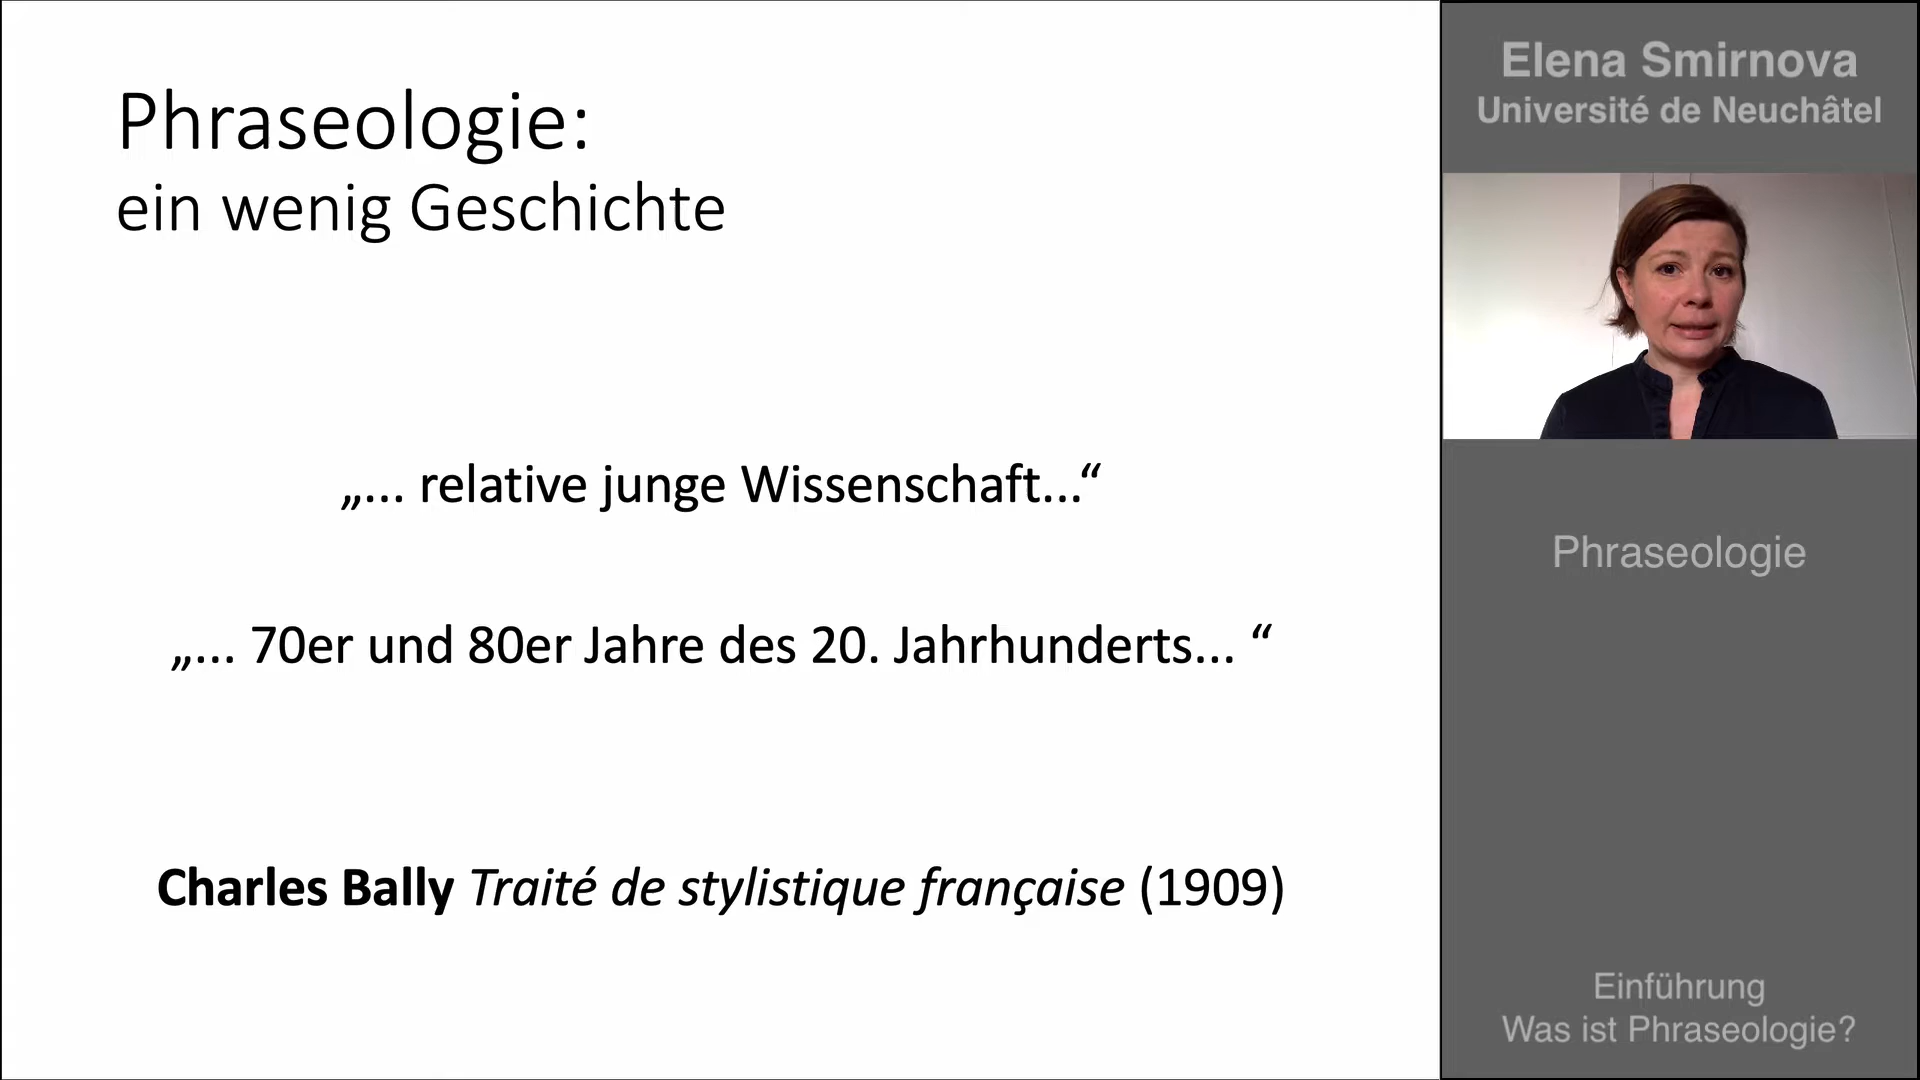 Phraseologie:
ein wenig Geschichte
„... relative junge Wissenschaft...“
„... 70er und 80er Jahre des 20. Jahrhunderts... “
Charles Bally Traité de stylistique française (1909)
Elena Smirnova
Université de Neuchâtel
Phraseologie
Einführung
Was ist Phraseologie?